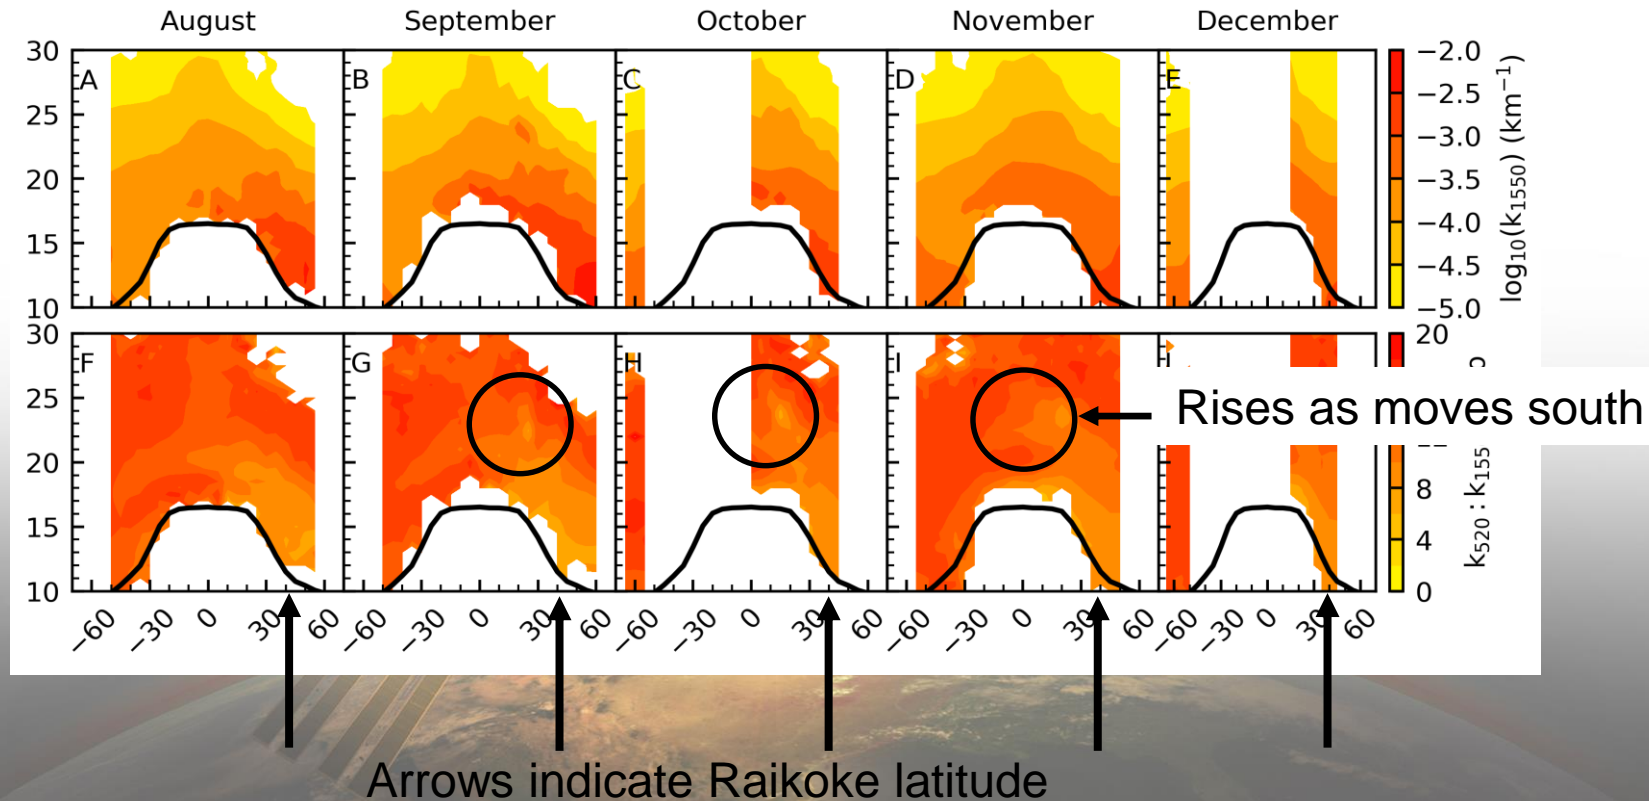 August September October November December
30 A B C D E −2.0
25 −2.5
20 −3.0
15 −3.5
10 −4.0
−4.5
−5.0
log10(k1550) (km−1)
30 F G H I 20
25 Rises as moves south
20
15 8
10 4
0
k520 : k155
−60 −30 0 30 60 −60 −30 0 30 60 −60 −30 0 30 60 −60 −30 0 30 60 −60 −30 0 30 60
Arrows indicate Raikoke latitude